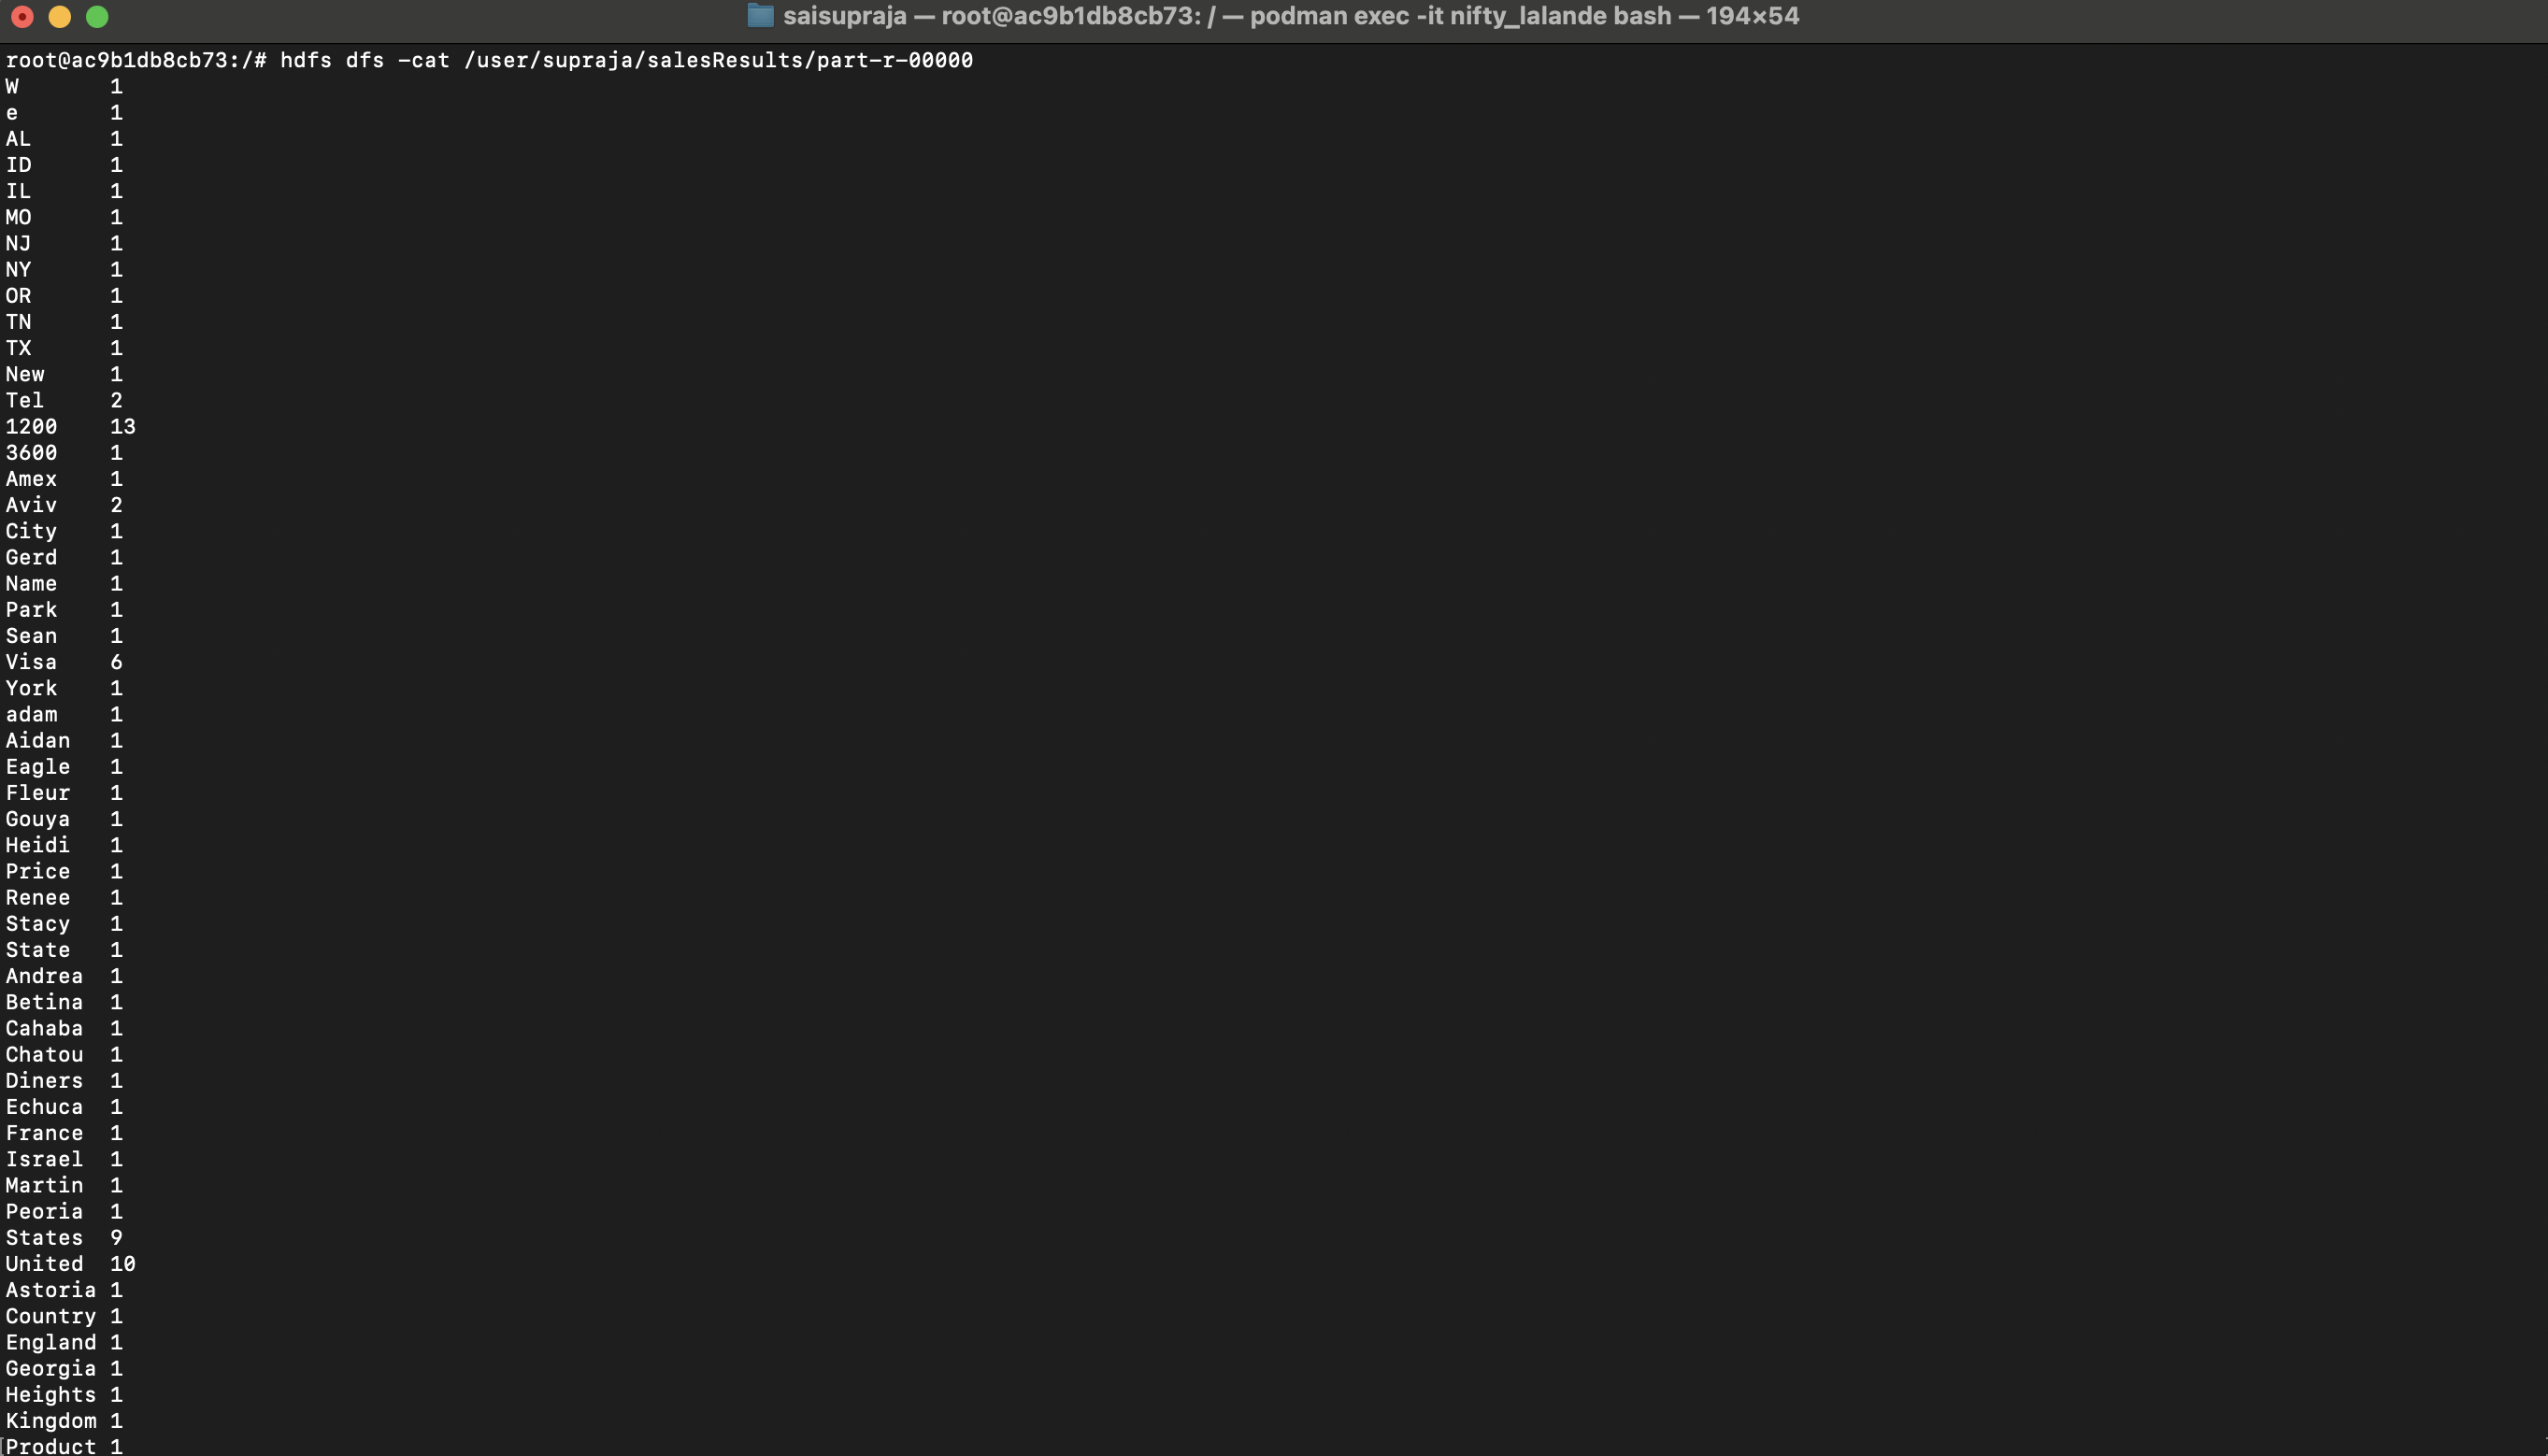 saisupraja — root@ac9b1db8cb73: / — podman exec -it nifty_lalande bash — 194×54
root@ac9b1db8cb73:/# hdfs dfs -cat /user/supraja/salesResults/part-r-00000
W 1
e 1
AL 1
ID 1
IL 1
MO 1
NJ 1
NY 1
OR 1
TN 1
TX 1
New 1
Tel 2
1200 13
3600 1
Amex 1
Aviv 2
City 1
Gerd 1
Name 1
Park 1
Sean 1
Visa 6
York 1
adam 1
Aidan 1
Eagle 1
Fleur 1
Gouya 1
Heidi 1
Price 1
Renee 1
Stacy 1
State 1
Andrea 1
Betina 1
Cahaba 1
Chatou 1
Diners 1
Echuca 1
France 1
Israel 1
Martin 1
Peoria 1
States 9
United 10
Astoria 1
Country 1
England 1
Georgia 1
Heights 1
Kingdom 1
[Product 1